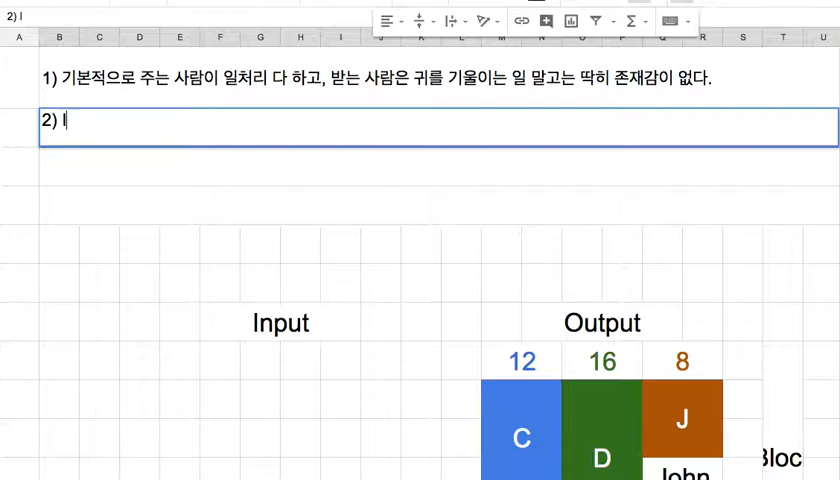 2) I
A B C D E F G H I J K L M N O P Q R S T U
1) 기본적으로 주는 사람이 일처리 다 하고, 받는 사람은 귀를 기울이는 일 말고는 딱히 존재감이 없다.
2) I
Input Output
12 16 8
C D J
John
Bloc